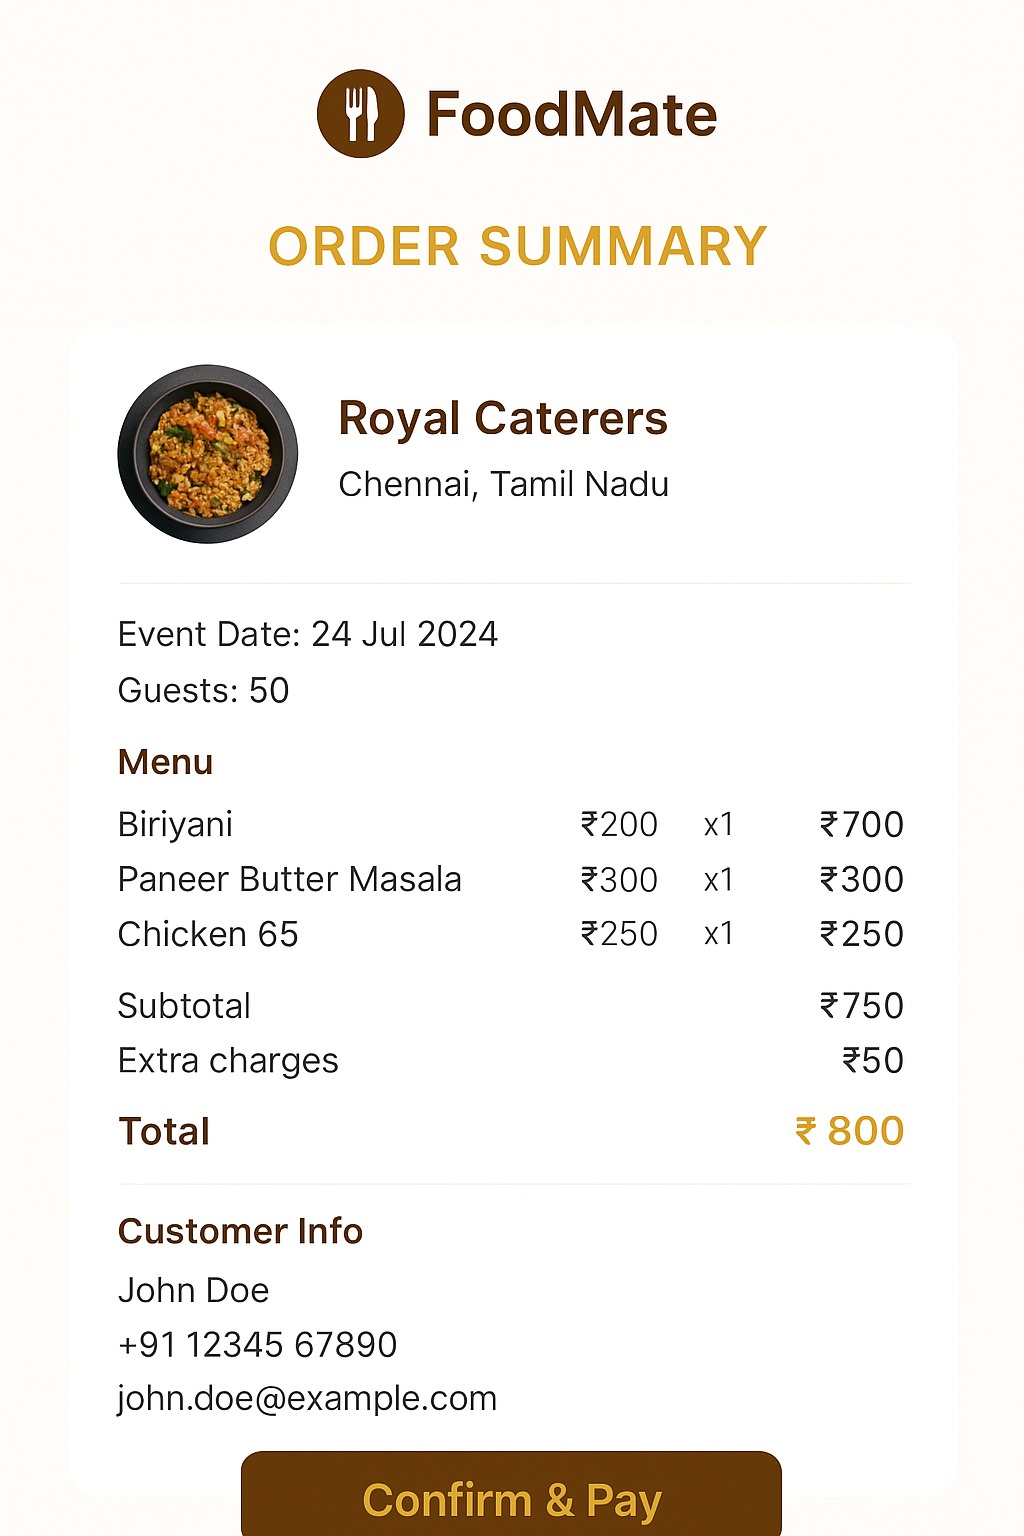 FoodMate
ORDER SUMMARY
Royal Caterers
Chennai, Tamil Nadu
Event Date: 24 Jul 2024
Guests: 50
Menu
Biriyani ₹200 x1 ₹700
Paneer Butter Masala ₹300 x1 ₹300
Chicken 65 ₹250 x1 ₹250
Subtotal ₹750
Extra charges ₹50
Total ₹ 800
Customer Info
John Doe
+91 12345 67890
john.doe@example.com
Confirm & Pay